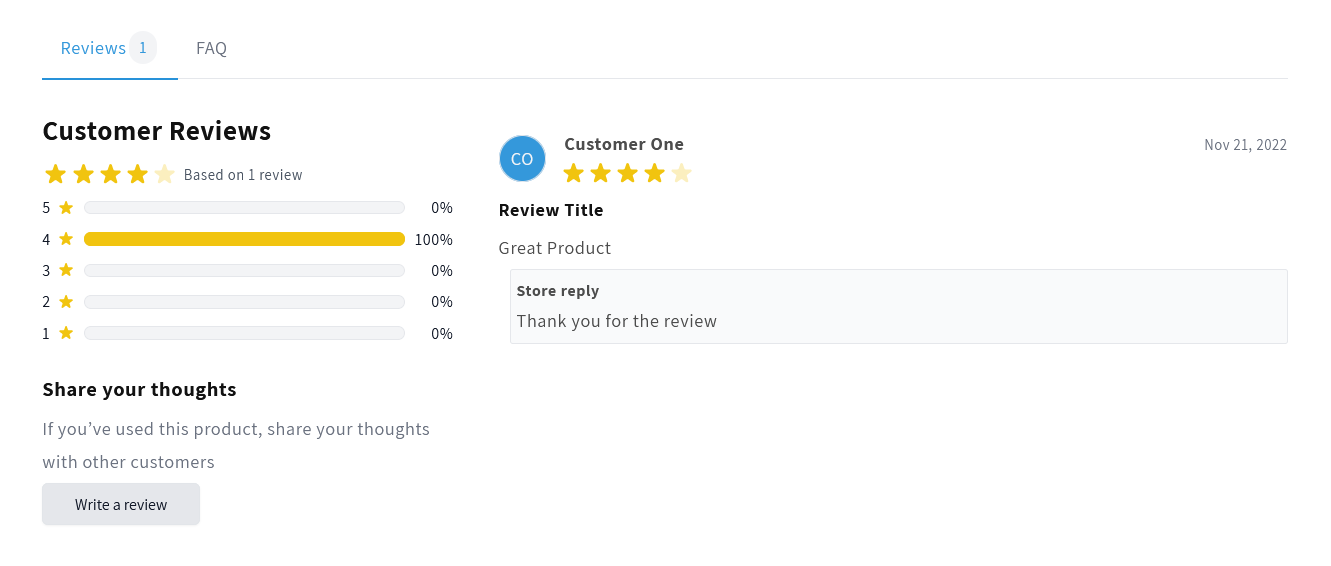 Reviews 1 FAQ
Customer Reviews
Based on 1 review
5 0%
4 100%
3 0%
2 0%
1 0%
Share your thoughts
If you’ve used this product, share your thoughts
with other customers
Write a review
CO Customer One Nov 21, 2022
Review Title
Great Product
Store reply
Thank you for the review